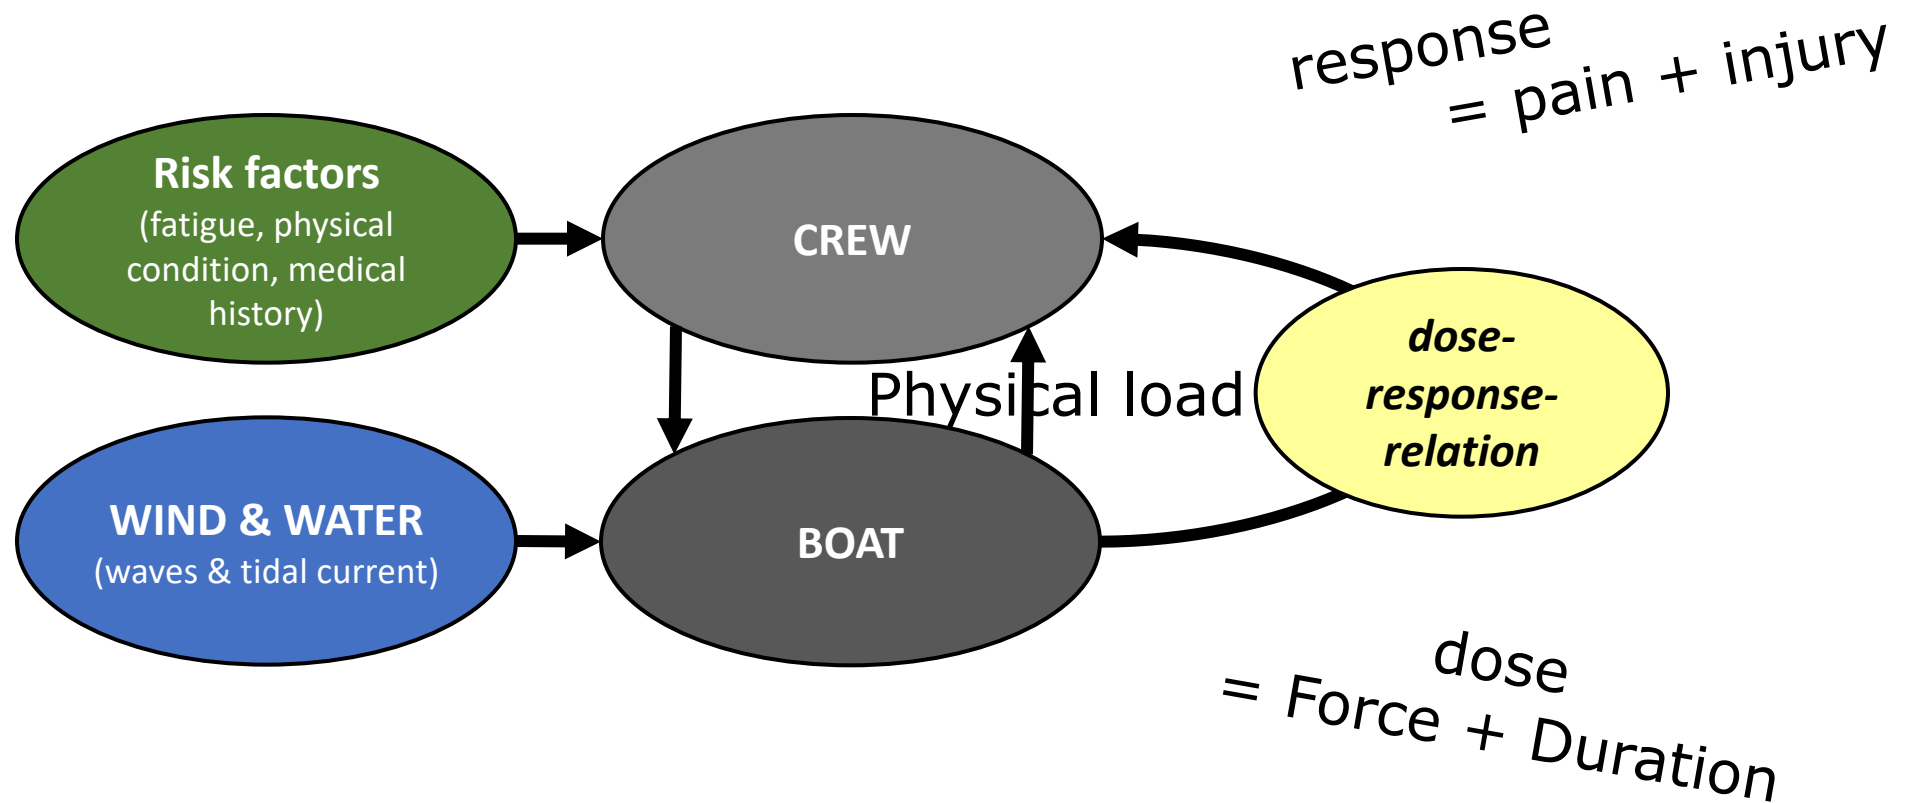 response
= pain + injury
Risk factors
(fatigue, physical
condition, medical
history)
CREW
dose-
response-
relation
Physical load
WIND & WATER
(waves & tidal current)
BOAT
dose
= Force + Duration